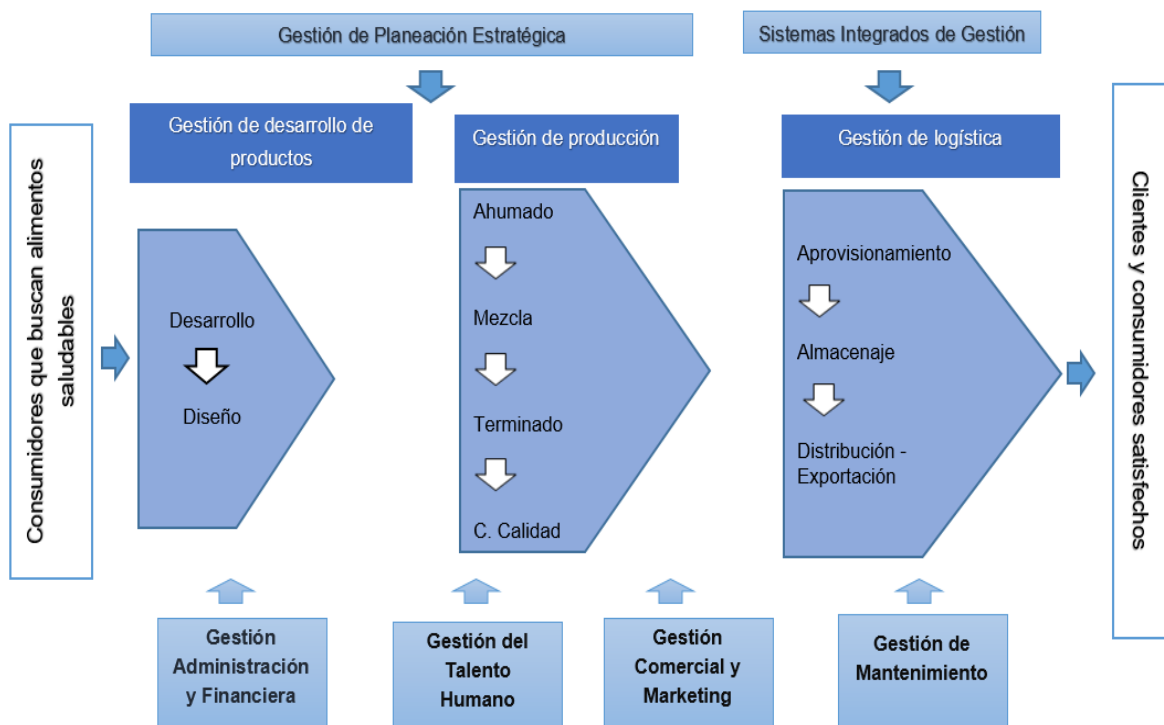 Gestión de Planeación Estratégica
Sistemas Integrados de Gestión
Consumidores que buscan alimentos
saludables
Gestión de desarrollo de
productos
Desarrollo
Diseño
Gestión de producción
Ahumado
Mezcla
Terminado
C. Calidad
Gestión de logística
Aprovisionamiento
Almacenaje
Distribución -
Exportación
Clientes y consumidores satisfechos
Gestión
Administración
y Financiera
Gestión del
Talento
Humano
Gestión
Comercial y
Marketing
Gestión de
Mantenimiento